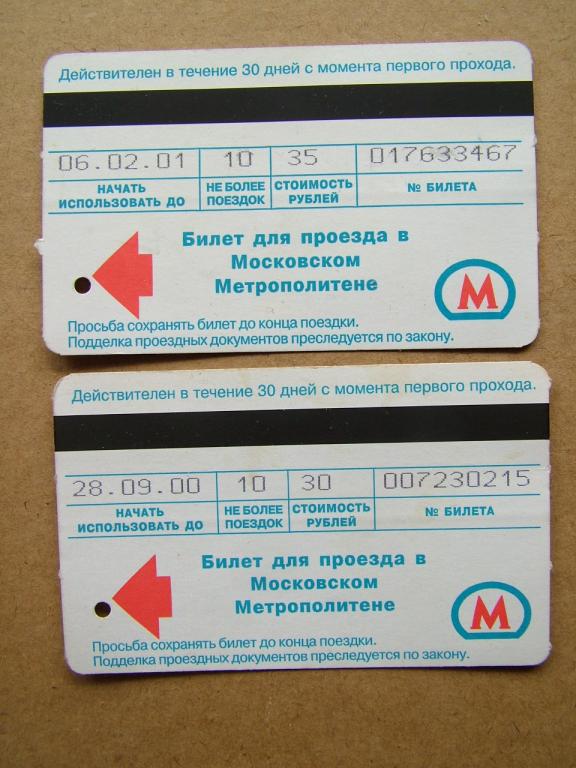 Действителен в течение 30 дней с момента первого прохода.
06.02.01 10 35 017633467
НАЧАТЬ ИСПОЛЬЗОВАТЬ ДО
НЕ БОЛЕЕ ПОЕЗДОК
СТОИМОСТЬ РУБЛЕЙ
№ БИЛЕТА
Билет для проезда в
Московском
Метрополитене
М
Просьба сохранять билет до конца поездки.
Подделка проездных документов преследуется по закону.
Действителен в течение 30 дней с момента первого прохода.
28.09.00 10 30 007230215
НАЧАТЬ ИСПОЛЬЗОВАТЬ ДО
НЕ БОЛЕЕ ПОЕЗДОК
СТОИМОСТЬ РУБЛЕЙ
№ БИЛЕТА
Билет для проезда в
Московском
Метрополитене
М
Просьба сохранять билет до конца поездки.
Подделка проездных документов преследуется по закону.